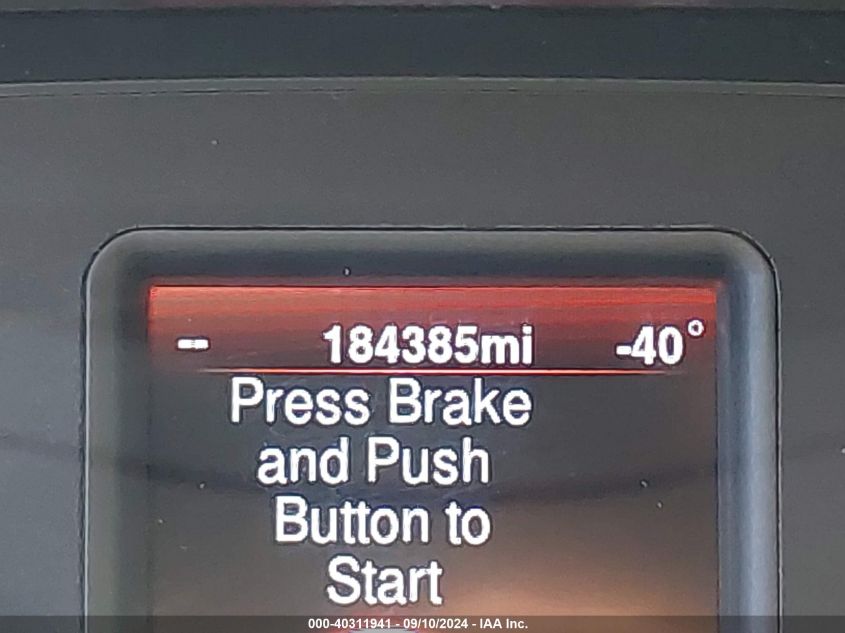 -- 184385mi -40°
Press Brake
and Push
Button to
Start
000-40311941 - 09/10/2024 - IAA Inc.